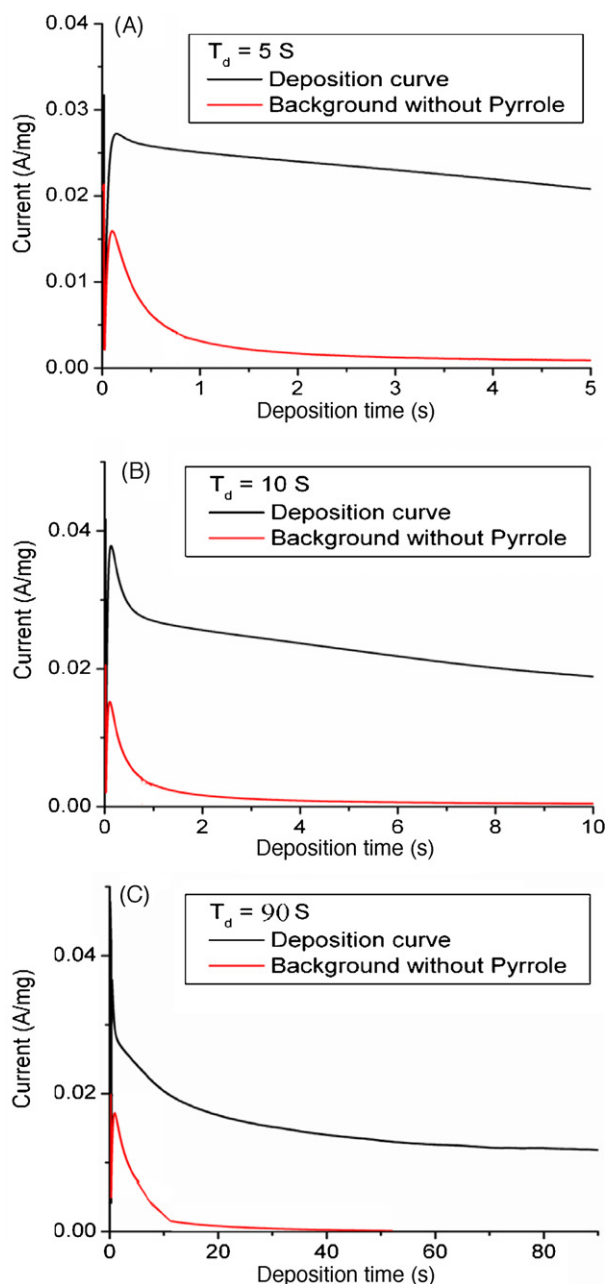 (A)
T_d = 5 S
Deposition curve
Background without Pyrrole
Current (A/mg)
0.04
0.03
0.02
0.01
0.00
0 1 2 3 4 5
Deposition time (s)
(B)
T_d = 10 S
Deposition curve
Background without Pyrrole
Current (A/mg)
0.04
0.02
0.00
0 2 4 6 8 10
Deposition time (s)
(C)
T_d = 90 S
Deposition curve
Background without Pyrrole
Current (A/mg)
0.04
0.02
0.00
0 20 40 60 80
Deposition time (s)